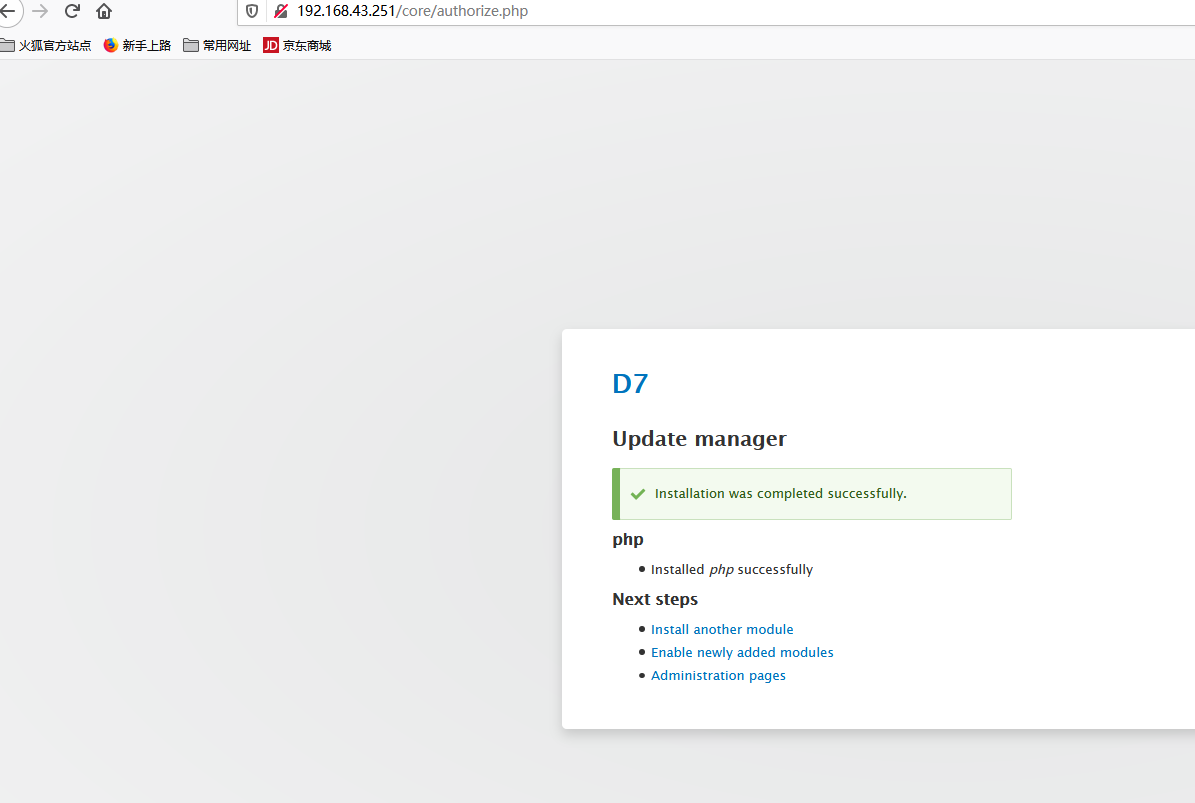 192.168.43.251/core/authorize.php
火狐官方站点 新手上路 常用网址 JD 京东商城
D7
Update manager
Installation was completed successfully.
php
Installed php successfully
Next steps
Install another module
Enable newly added modules
Administration pages